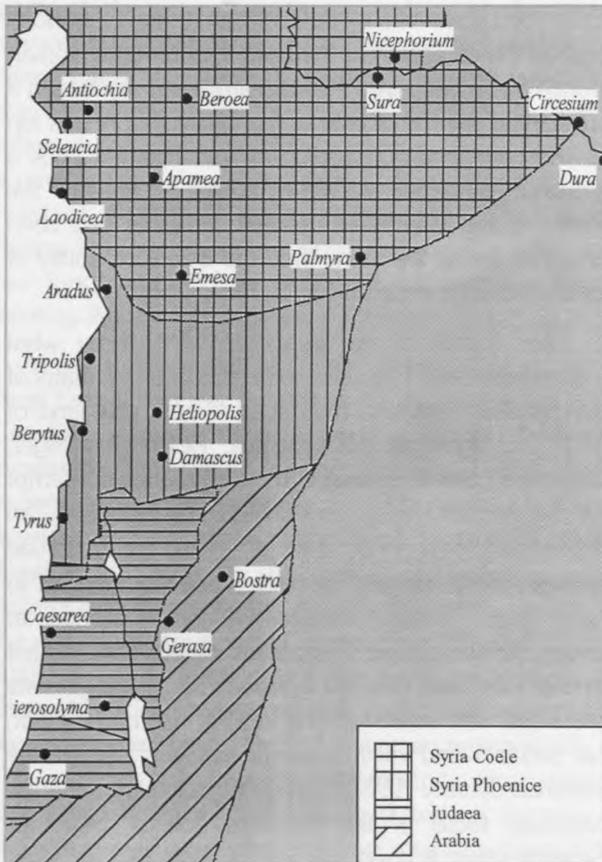 Nicephorium
Antiochia
Beroea
Sura
Circesium
Seleucia
Apamea
Dura
Laodicea
Palmyra
Emesa
Aradus
Tripolis
Heliopolis
Berytus
Damascus
Tyrus
Bostra
Caesarea
Gerasa
ierosolyma
Gaza
Syria Coele
Syria Phoenice
Judaea
Arabia